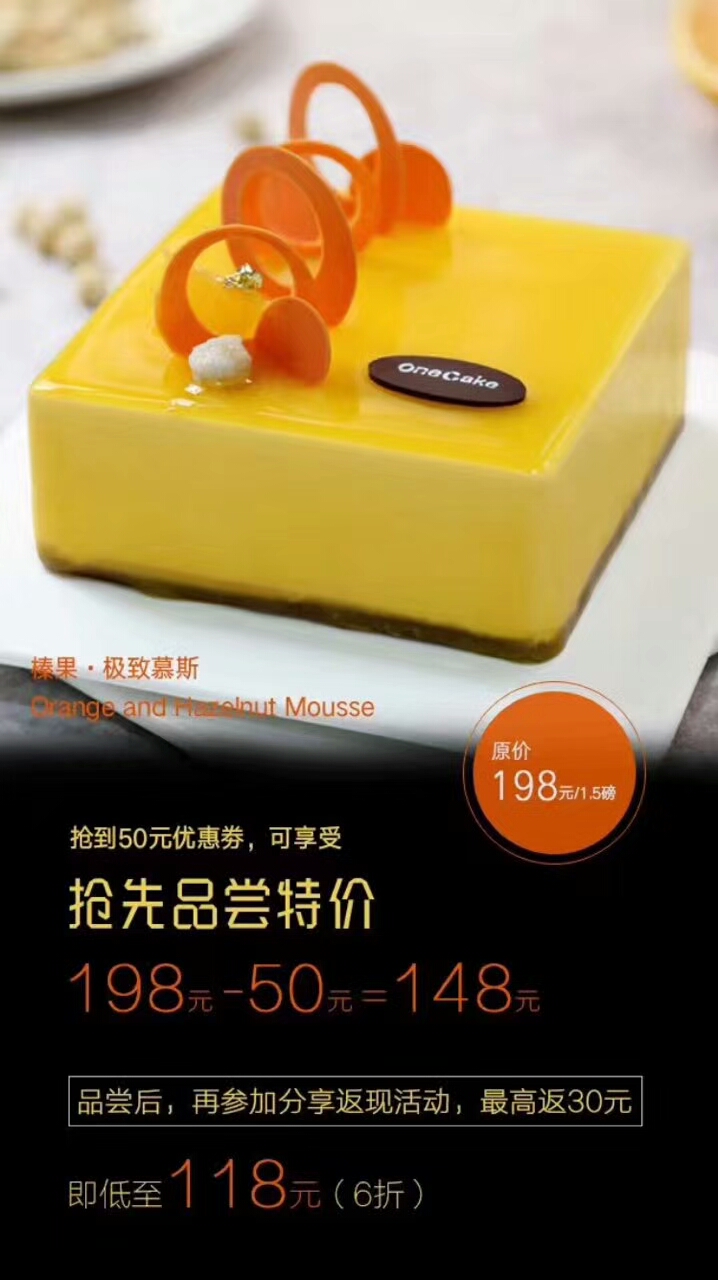 OneCake
榛果·极致慕斯
Orange and Hazelnut Mousse
原价
198元/1.5磅
抢到50元优惠券，可享受
抢先品尝特价
198元-50元=148元
品尝后，再参加分享返现活动，最高返30元
即低至118元（6折）